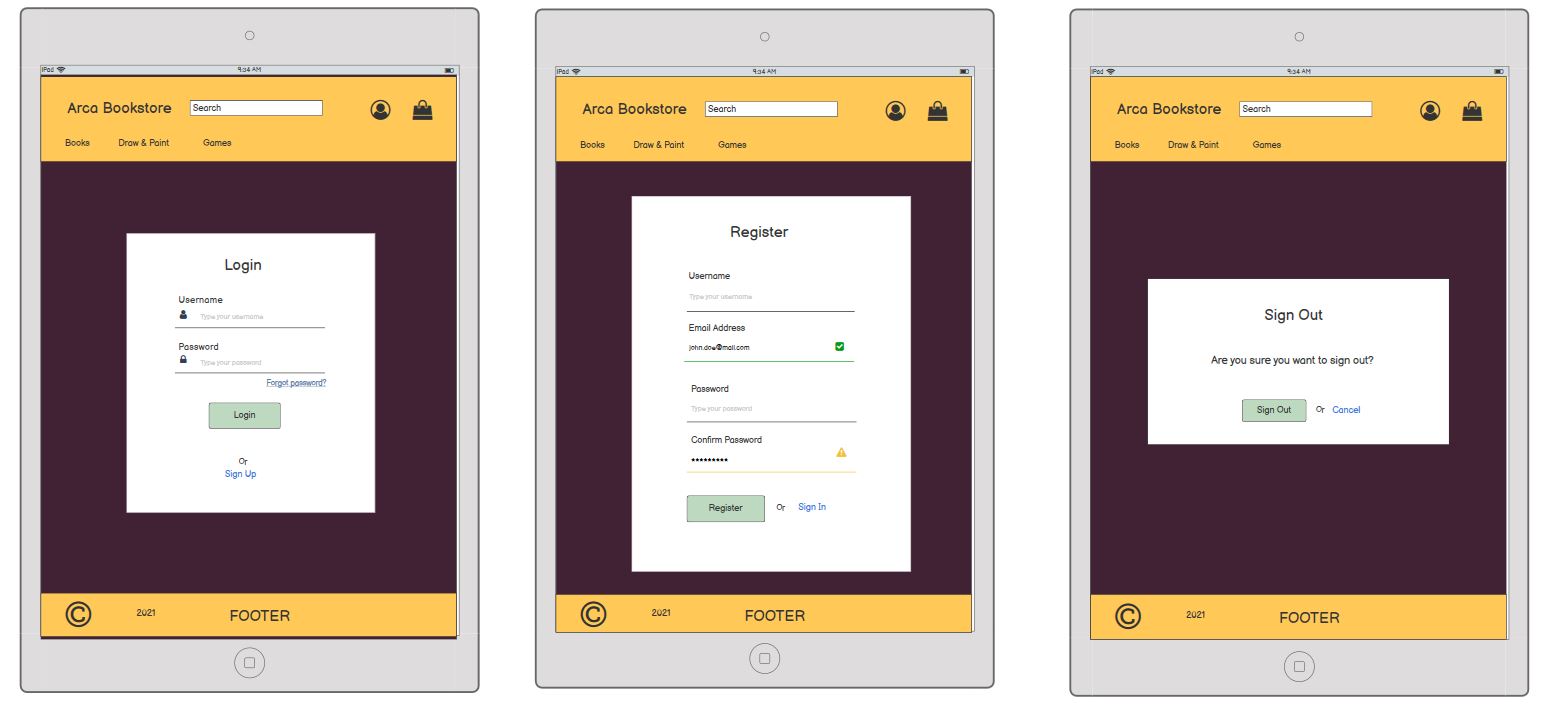 iPad 9:34 AM
Arca Bookstore Search
Books Draw & Paint Games
Login
Username
Type your username
Password
Type your password
Forgot password?
Login
Or
Sign Up
© 2021 FOOTER
iPad 9:34 AM
Arca Bookstore Search
Books Draw & Paint Games
Register
Username
Type your username
Email Address
john.doe@mail.com
Password
Type your password
Confirm Password
*********
Register Or Sign In
© 2021 FOOTER
iPad 9:34 AM
Arca Bookstore Search
Books Draw & Paint Games
Sign Out
Are you sure you want to sign out?
Sign Out Or Cancel
© 2021 FOOTER